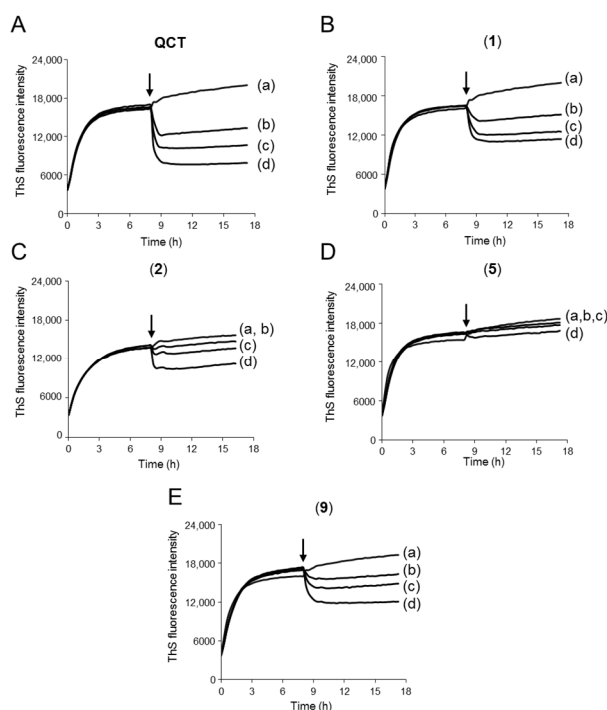 A
QCT
ThS fluorescence intensity
24,000
18,000
12,000
6000
0
0 3 6 9 12 15 18
Time (h)
(a)
(b)
(c)
(d)
B
(1)
ThS fluorescence intensity
24,000
18,000
12,000
6000
0
0 3 6 9 12 15 18
Time (h)
(a)
(b)
(c)
(d)
C
(2)
ThS fluorescence intensity
24,000
18,000
12,000
6000
0
0 3 6 9 12 15 18
Time (h)
(a, b)
(c)
(d)
D
(5)
ThS fluorescence intensity
24,000
18,000
12,000
6000
0
0 3 6 9 12 15 18
Time (h)
(a,b,c)
(d)
E
(9)
ThS fluorescence intensity
24,000
18,000
12,000
6000
0
0 3 6 9 12 15 18
Time (h)
(a)
(b)
(c)
(d)